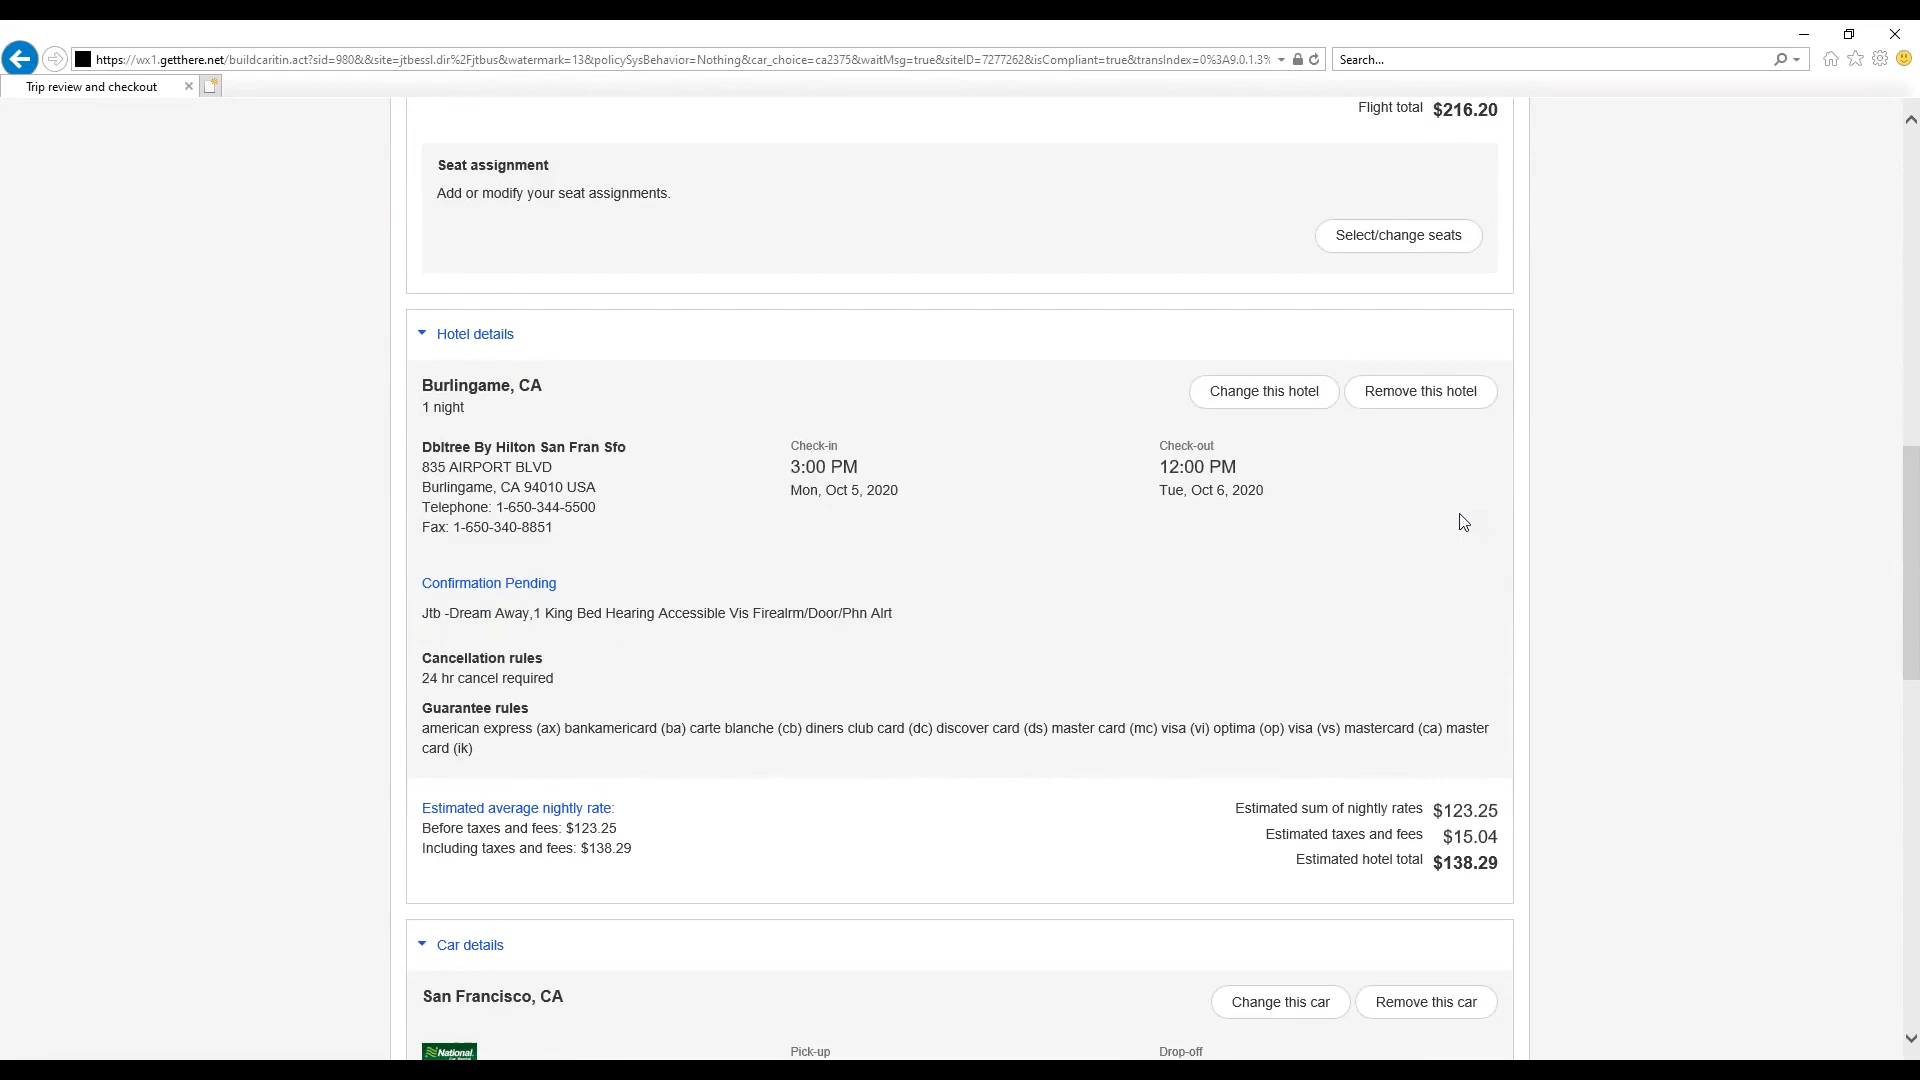 https://wx1.getthere.net/buildcaritin.act?sid=980&&site=jtbessl.dir%2Fjtbus&watermark=13&policySysBehavior=Nothing&car_choice=ca2375&waitMsg=true&siteID=7277262&isCompliant=true&transIndex=0%3A9.0.1.3%
Search...
Trip review and checkout
Flight total $216.20
Seat assignment
Add or modify your seat assignments.
Select/change seats
Hotel details
Burlingame, CA
1 night
Change this hotel
Remove this hotel
Dbltree By Hilton San Fran Sfo
835 AIRPORT BLVD
Burlingame, CA 94010 USA
Telephone: 1-650-344-5500
Fax: 1-650-340-8851
Check-in
3:00 PM
Mon, Oct 5, 2020
Check-out
12:00 PM
Tue, Oct 6, 2020
Confirmation Pending
Jtb -Dream Away,1 King Bed Hearing Accessible Vis Firealrm/Door/Phn Alrt
Cancellation rules
24 hr cancel required
Guarantee rules
american express (ax) bankamericard (ba) carte blanche (cb) diners club card (dc) discover card (ds) master card (mc) visa (vi) optima (op) visa (vs) mastercard (ca) master
card (ik)
Estimated average nightly rate:
Before taxes and fees: $123.25
Including taxes and fees: $138.29
Estimated sum of nightly rates $123.25
Estimated taxes and fees $15.04
Estimated hotel total $138.29
Car details
San Francisco, CA
Change this car
Remove this car
National
Pick-up
Drop-off